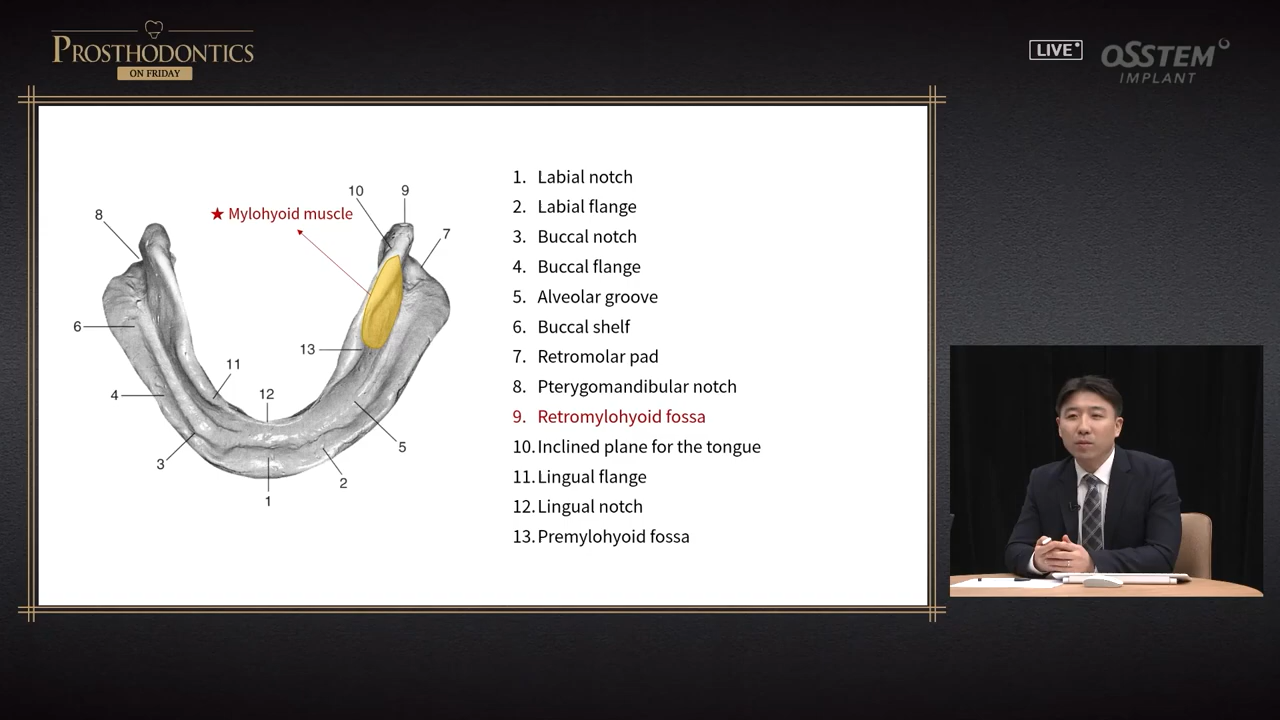 PROSTHODONTICS
ON FRIDAY
LIVE
OSSTEM
IMPLANT
10
9
8
★ Mylohyoid muscle
7
6
13
11
12
4
5
3
2
1
1. Labial notch
2. Labial flange
3. Buccal notch
4. Buccal flange
5. Alveolar groove
6. Buccal shelf
7. Retromolar pad
8. Pterygomandibular notch
9. Retromylohyoid fossa
10. Inclined plane for the tongue
11. Lingual flange
12. Lingual notch
13. Premylohyoid fossa